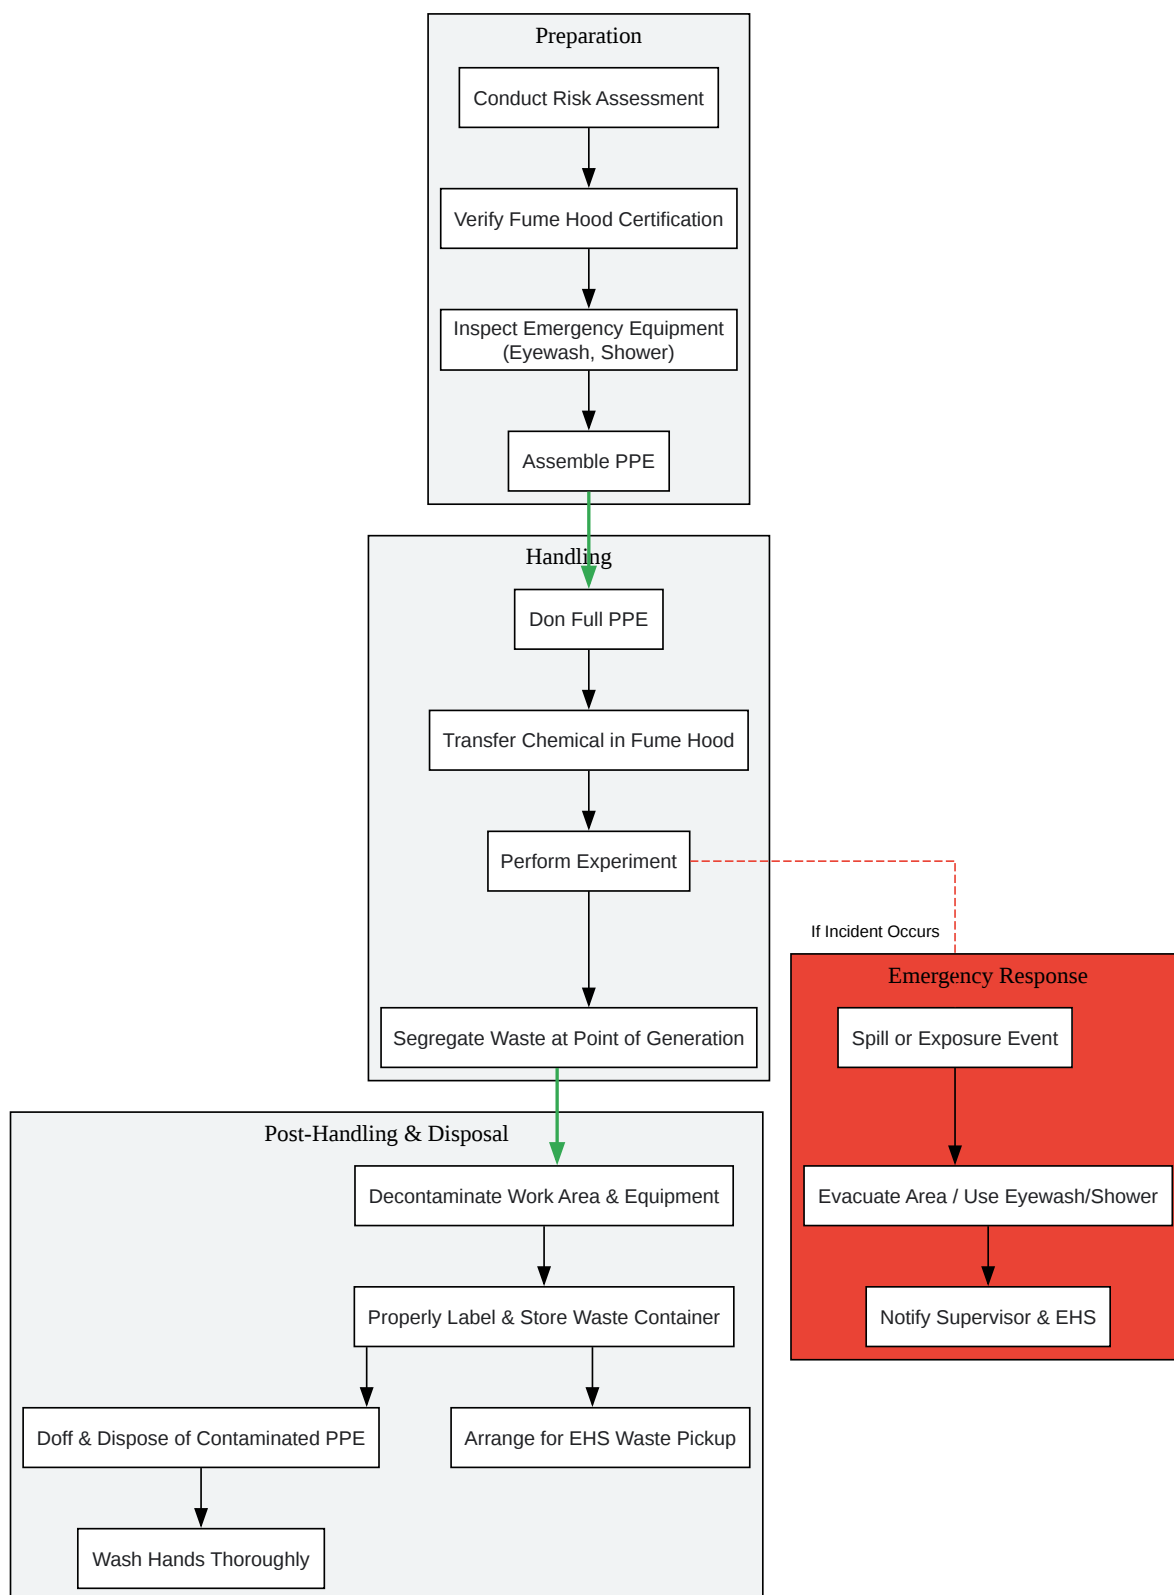 Preparation
Conduct Risk Assessment
Verify Fume Hood Certification
Inspect Emergency Equipment
(Eyewash, Shower)
Assemble PPE
Handling
Don Full PPE
Transfer Chemical in Fume Hood
Perform Experiment
If Incident Occurs
Segregate Waste at Point of Generation
Emergency Response
Spill or Exposure Event
Evacuate Area / Use Eyewash/Shower
Notify Supervisor & EHS
Post-Handling & Disposal
Decontaminate Work Area & Equipment
Properly Label & Store Waste Container
Doff & Dispose of Contaminated PPE
Arrange for EHS Waste Pickup
Wash Hands Thoroughly